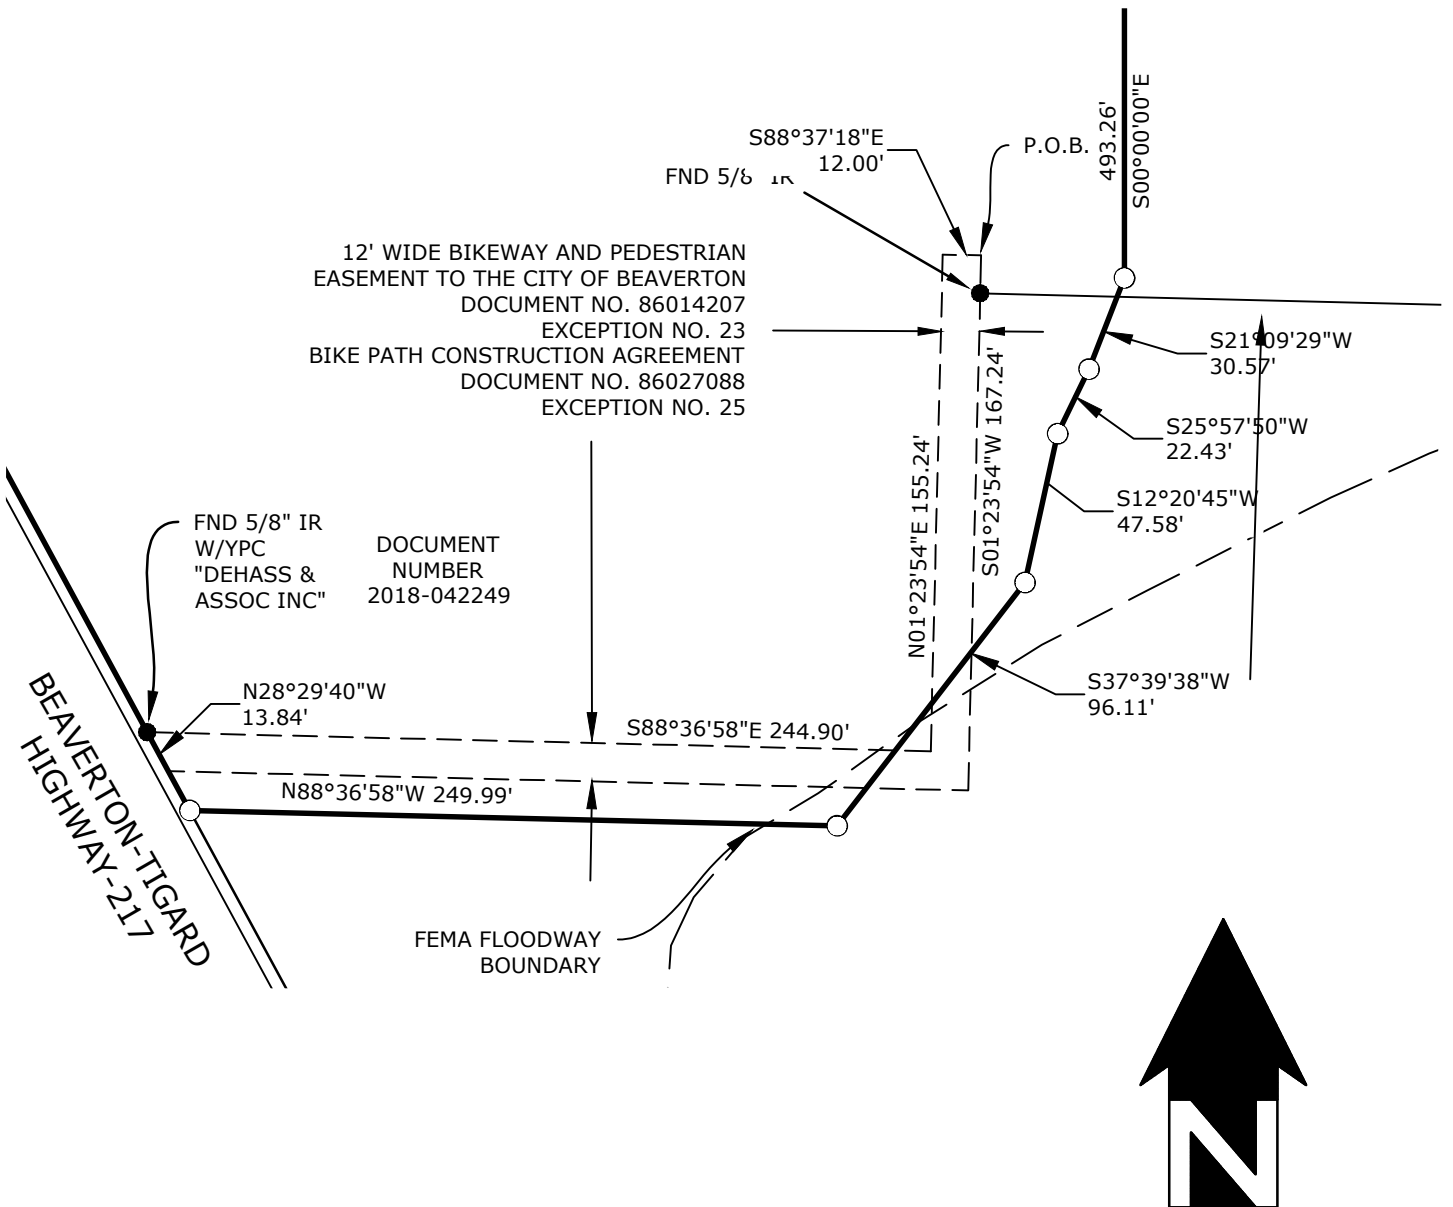 S88°37'18"E
12.00'
FND 5/8" IR
P.O.B.
493.26'
S00°00'00"E
12' WIDE BIKEWAY AND PEDESTRIAN
EASEMENT TO THE CITY OF BEAVERTON
DOCUMENT NO. 86014207
EXCEPTION NO. 23
BIKE PATH CONSTRUCTION AGREEMENT
DOCUMENT NO. 86027088
EXCEPTION NO. 25
S21°09'29"W
30.57'
S25°57'50"W
22.43'
S12°20'45"W
47.58'
N01°23'54"E 155.24'
S01°23'54"W 167.24'
FND 5/8" IR
W/YPC
"DEHASS &
ASSOC INC"
DOCUMENT
NUMBER
2018-042249
N28°29'40"W
13.84'
S88°36'58"E 244.90'
S37°39'38"W
96.11'
N88°36'58"W 249.99'
BEAVERTON-TIGARD
HIGHWAY-217
FEMA FLOODWAY
BOUNDARY
N